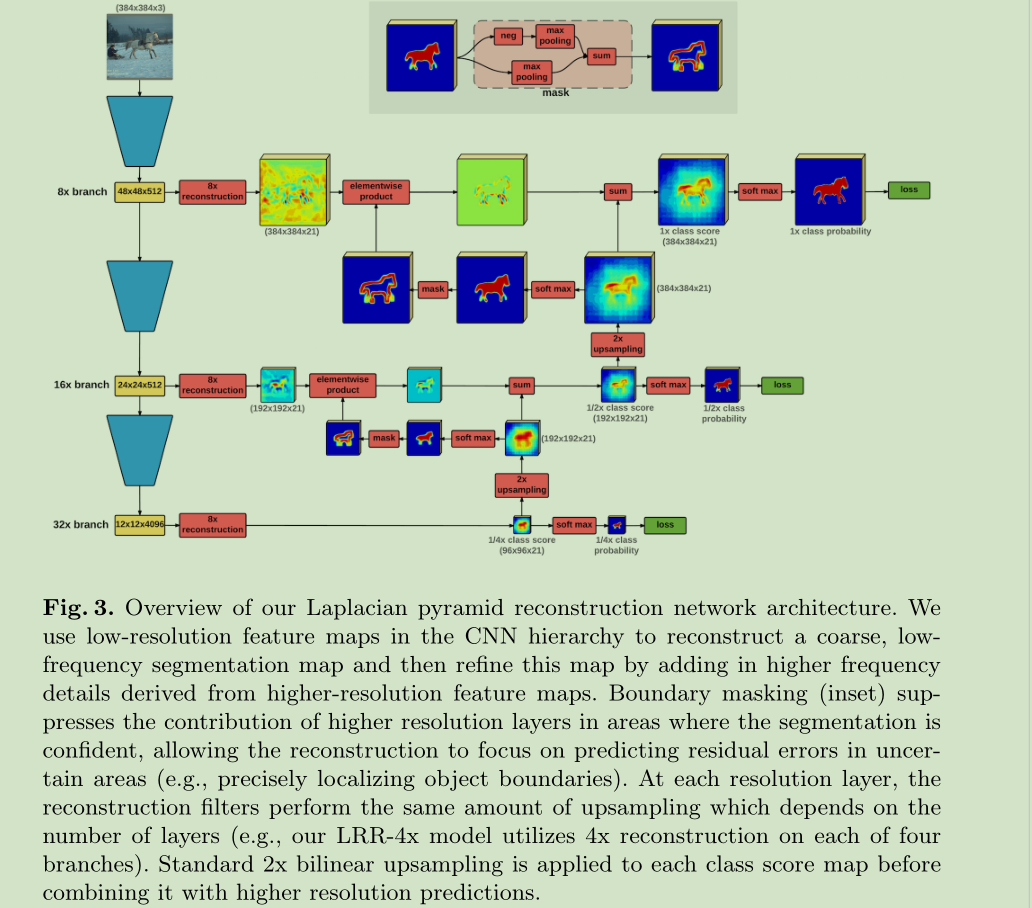 (384x384x3)
neg
max
pooling
max
pooling
sum
mask
8x branch
48x48x512
8x
reconstruction
(384x384x21)
elementwise
product
sum
1x class score
(384x384x21)
soft max
1x class probability
loss
mask
soft max
(384x384x21)
2x
upsampling
16x branch
24x24x512
8x
reconstruction
(192x192x21)
elementwise
product
sum
1/2x class score
(192x192x21)
soft max
1/2x class
probability
loss
mask
soft max
(192x192x21)
2x
upsampling
32x branch
12x12x4096
8x
reconstruction
1/4x class score
(96x96x21)
soft max
1/4x class
probability
loss
Fig. 3. Overview of our Laplacian pyramid reconstruction network architecture. We
use low-resolution feature maps in the CNN hierarchy to reconstruct a coarse, low-
frequency segmentation map and then refine this map by adding in higher frequency
details derived from higher-resolution feature maps. Boundary masking (inset) sup-
presses the contribution of higher resolution layers in areas where the segmentation is
confident, allowing the reconstruction to focus on predicting residual errors in uncer-
tain areas (e.g., precisely localizing object boundaries). At each resolution layer, the
reconstruction filters perform the same amount of upsampling which depends on the
number of layers (e.g., our LRR-4x model utilizes 4x reconstruction on each of four
branches). Standard 2x bilinear upsampling is applied to each class score map before
combining it with higher resolution predictions.